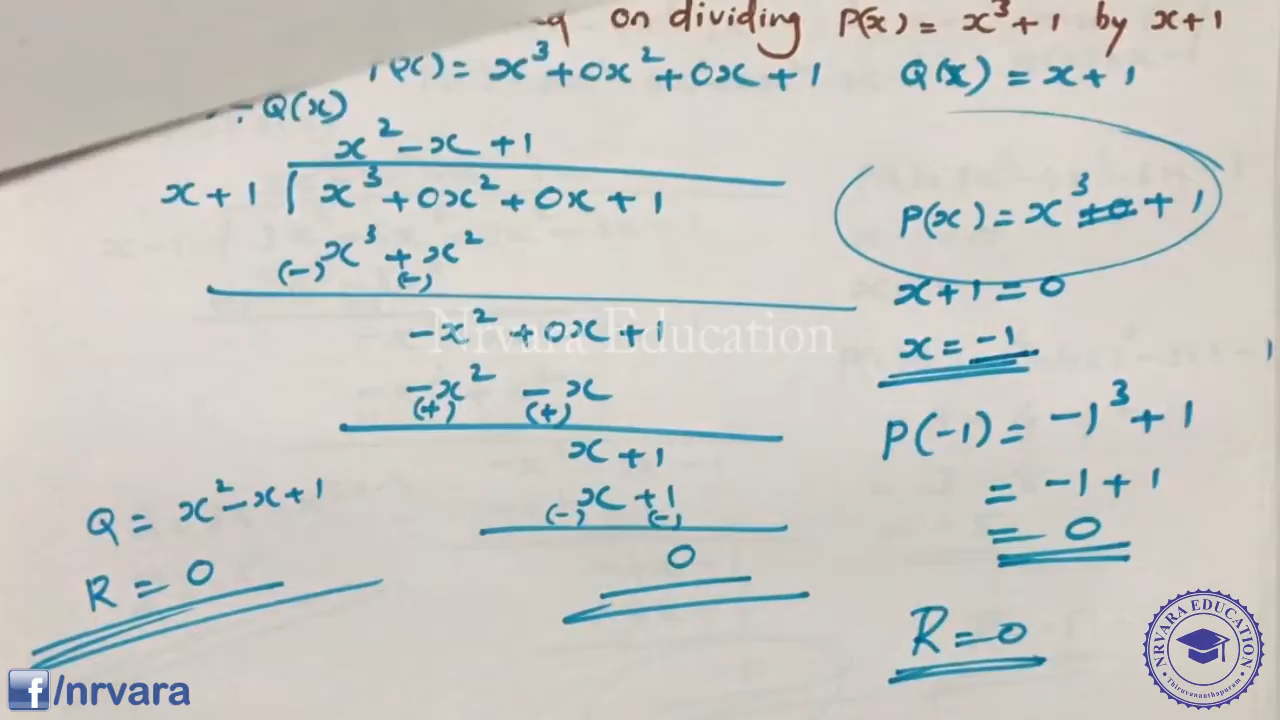 on dividing P(x) = x³ + 1 by x + 1
P(x) = x³ + 0x² + 0x + 1 Q(x) = x + 1
÷ Q(x)
x² - x + 1
x + 1 | x³ + 0x² + 0x + 1
P(x) = x³ + 1
(-) x³ + x² (-)
x + 1 = 0
-x² + 0x + 1
x = -1
-x² - x
(+) (+)
P(-1) = -1³ + 1
x + 1
= -1 + 1
(-) x + 1 (-)
= 0
0
Q = x² - x + 1
R = 0
R = 0
Nrvara Education
f/nrvara
NRVARA EDUCATION
Thiruvananthapuram